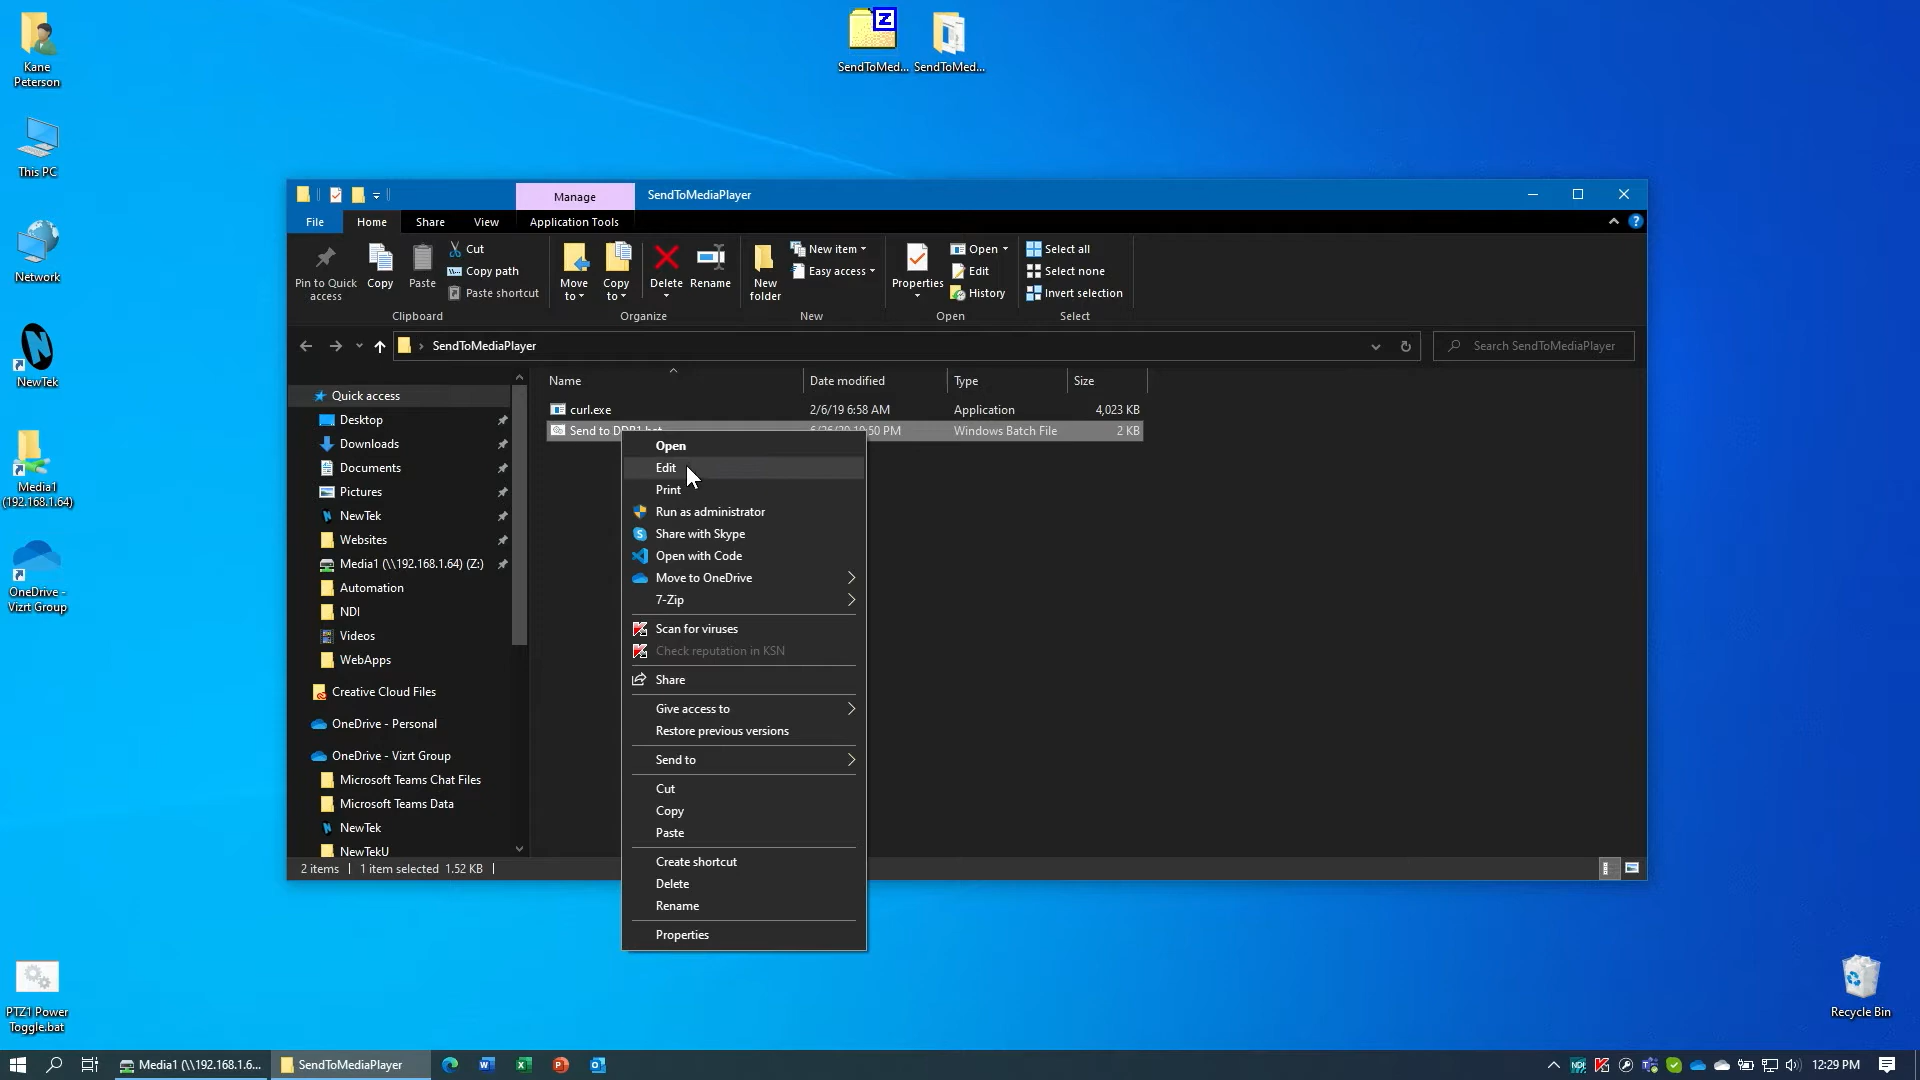 Kane
Peterson
This PC
Network
NewTek
Media1
(192.168.1.64)
OneDrive -
Vizrt Group
PTZ1 Power
Toggle.bat
SendToMed...
SendToMed...
Recycle Bin
Manage
SendToMediaPlayer
File
Home
Share
View
Application Tools
Pin to Quick
access
Copy
Paste
Cut
Copy path
Paste shortcut
Clipboard
Move
to
Copy
to
Delete
Rename
Organize
New
folder
New item
Easy access
New
Properties
Open
Edit
History
Open
Select all
Select none
Invert selection
Select
SendToMediaPlayer
Search SendToMediaPlayer
Quick access
Desktop
Downloads
Documents
Pictures
NewTek
Websites
Media1 (\\192.168.1.64) (Z:)
Automation
NDI
Videos
WebApps
Creative Cloud Files
OneDrive - Personal
OneDrive - Vizrt Group
Microsoft Teams Chat Files
Microsoft Teams Data
NewTek
NewTekU
Name
Date modified
Type
Size
curl.exe
2/6/19 6:58 AM
Application
4,023 KB
Send to DDR1.bat
50 PM
Windows Batch File
2 KB
Open
Edit
Print
Run as administrator
Share with Skype
Open with Code
Move to OneDrive
7-Zip
Scan for viruses
Check reputation in KSN
Share
Give access to
Restore previous versions
Send to
Cut
Copy
Paste
Create shortcut
Delete
Rename
Properties
2 items
1 item selected 1.52 KB
Media1 (\\192.168.1.6...
SendToMediaPlayer
12:29 PM